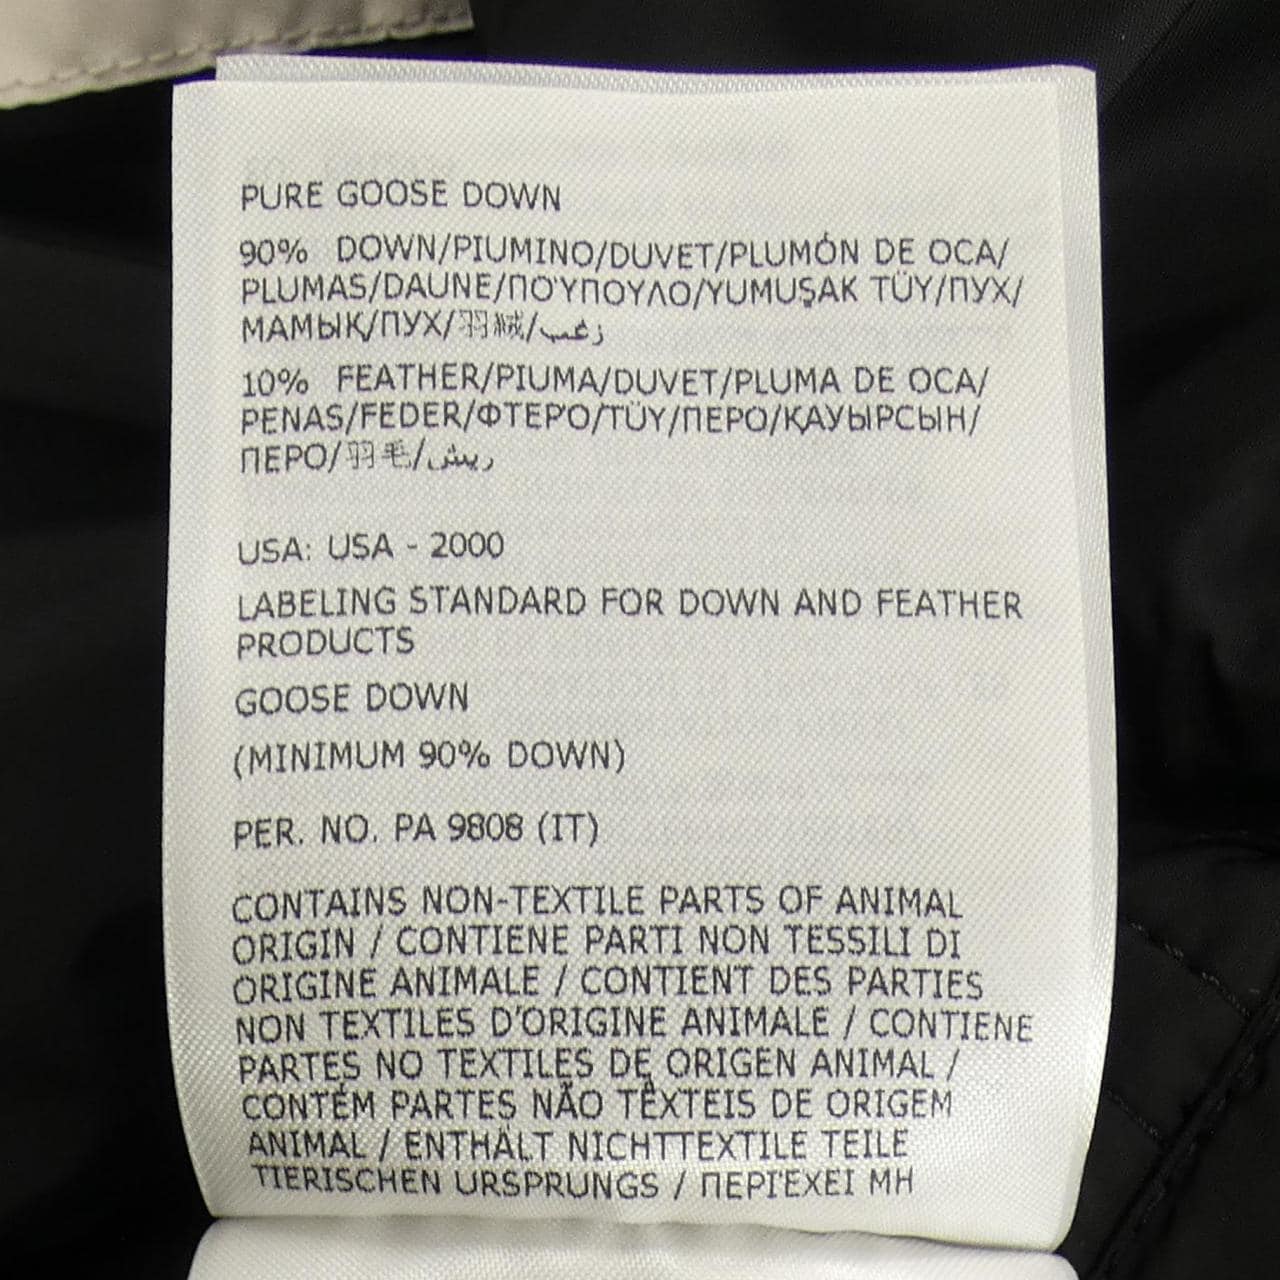 PURE GOOSE DOWN
90% DOWN/PIUMINO/DUVET/PLUMÓN DE OCA/
PLUMAS/DAUNE/ΠΟΎΠΟΥΛΟ/YUMUŞAK TÜY/ПУХ/
МАМЫҚ/ПУХ/羽絨/زغب
10% FEATHER/PIUMA/DUVET/PLUMA DE OCA/
PENAS/FEDER/ΦΤΕΡΌ/TÜY/ПЕРО/ҚАУЫРСЫН/
ПЕРО/羽毛/ريش
USA: USA - 2000
LABELING STANDARD FOR DOWN AND FEATHER
PRODUCTS
GOOSE DOWN
(MINIMUM 90% DOWN)
PER. NO. PA 9808 (IT)
CONTAINS NON-TEXTILE PARTS OF ANIMAL
ORIGIN / CONTIENE PARTI NON TESSILI DI
ORIGINE ANIMALE / CONTIENT DES PARTIES
NON TEXTILES D'ORIGINE ANIMALE / CONTIENE
PARTES NO TEXTILES DE ORIGEN ANIMAL /
CONTÉM PARTES NÃO TÊXTEIS DE ORIGEM
ANIMAL / ENTHÄLT NICHTTEXTILE TEILE
TIERISCHEN URSPRUNGS / ΠΕΡΙΈΧΕΙ ΜΗ